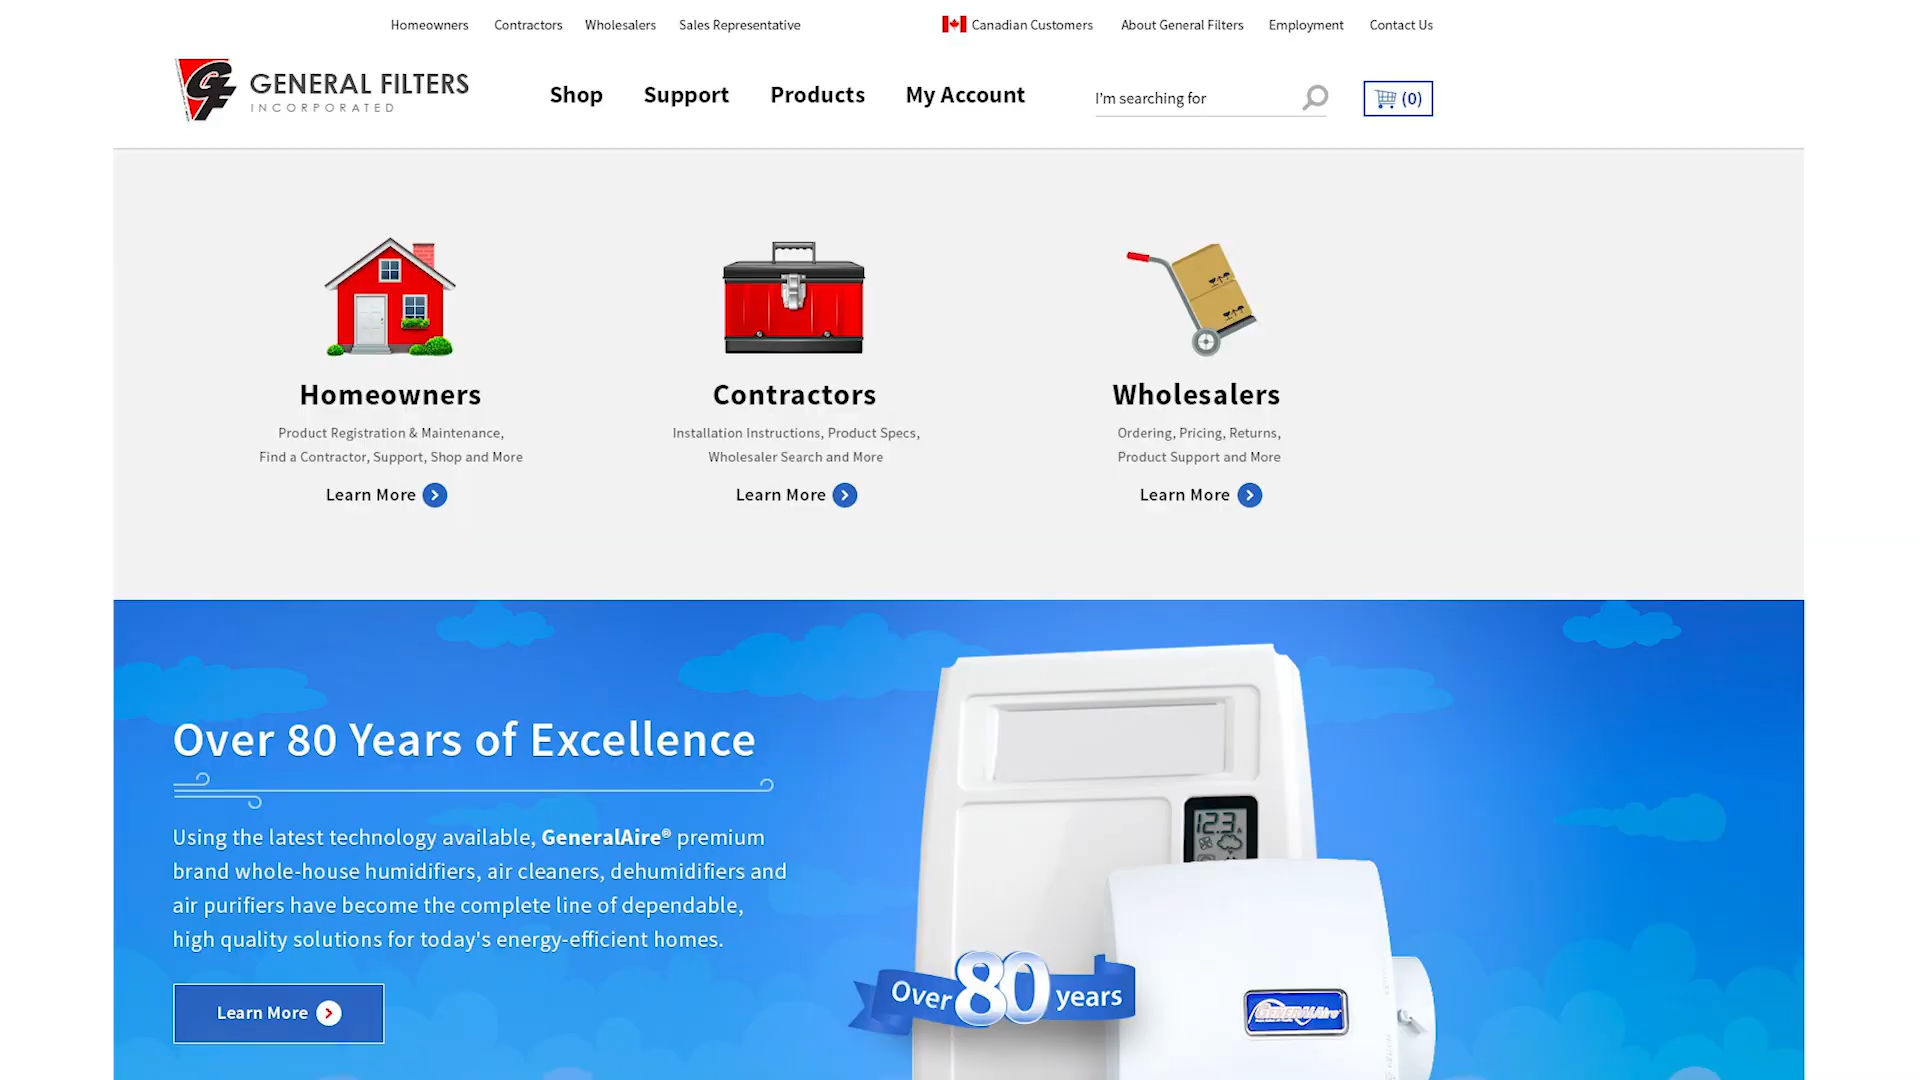 Homeowners Contractors Wholesalers Sales Representative Canadian Customers About General Filters Employment Contact Us
GF GENERAL FILTERS
INCORPORATED
Shop Support Products My Account
I'm searching for
(0)
Homeowners
Product Registration & Maintenance,
Find a Contractor, Support, Shop and More
Learn More
Contractors
Installation Instructions, Product Specs,
Wholesaler Search and More
Learn More
Wholesalers
Ordering, Pricing, Returns,
Product Support and More
Learn More
Over 80 Years of Excellence
Using the latest technology available, GeneralAire® premium
brand whole-house humidifiers, air cleaners, dehumidifiers and
air purifiers have become the complete line of dependable,
high quality solutions for today's energy-efficient homes.
Learn More
12.3
Over 80 years
GENERALAire